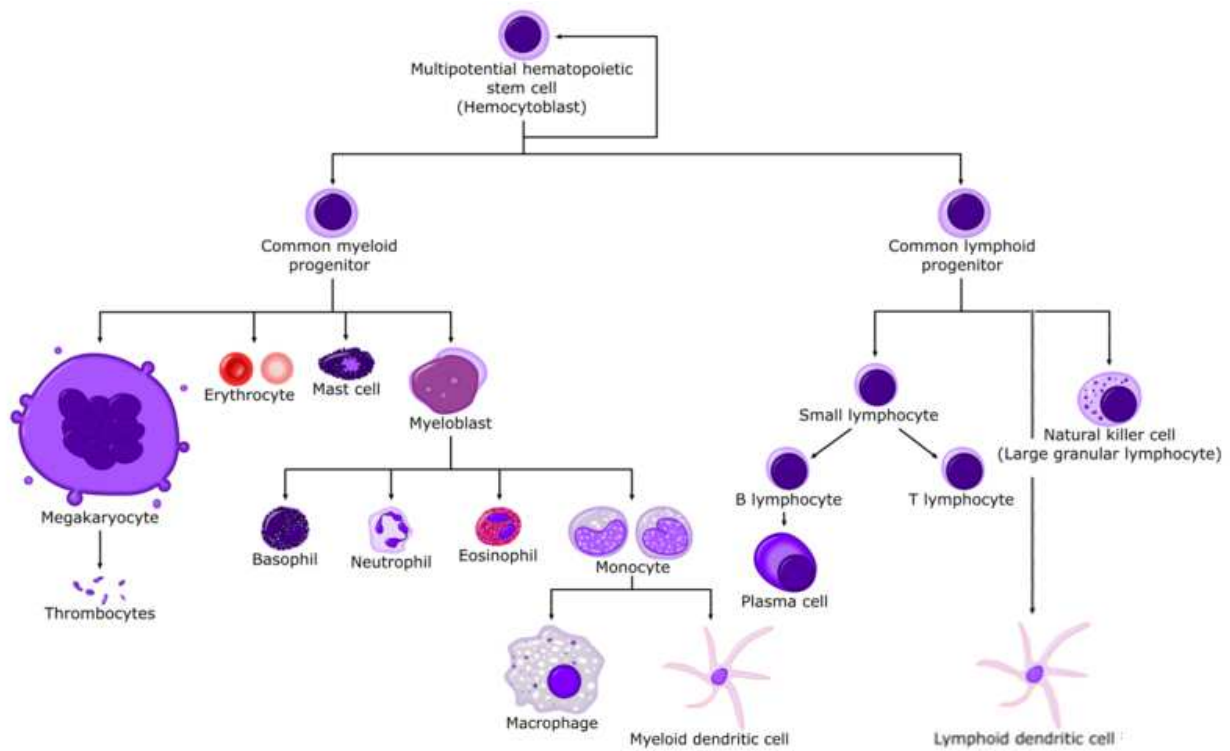 Multipotential hematopoietic
stem cell
(Hemocytoblast)
Common myeloid
progenitor
Common lymphoid
progenitor
Erythrocyte
Mast cell
Myeloblast
Small lymphocyte
Natural killer cell
(Large granular lymphocyte)
B lymphocyte
T lymphocyte
Megakaryocyte
Basophil
Neutrophil
Eosinophil
Monocyte
Plasma cell
Thrombocytes
Macrophage
Myeloid dendritic cell
Lymphoid dendritic cell